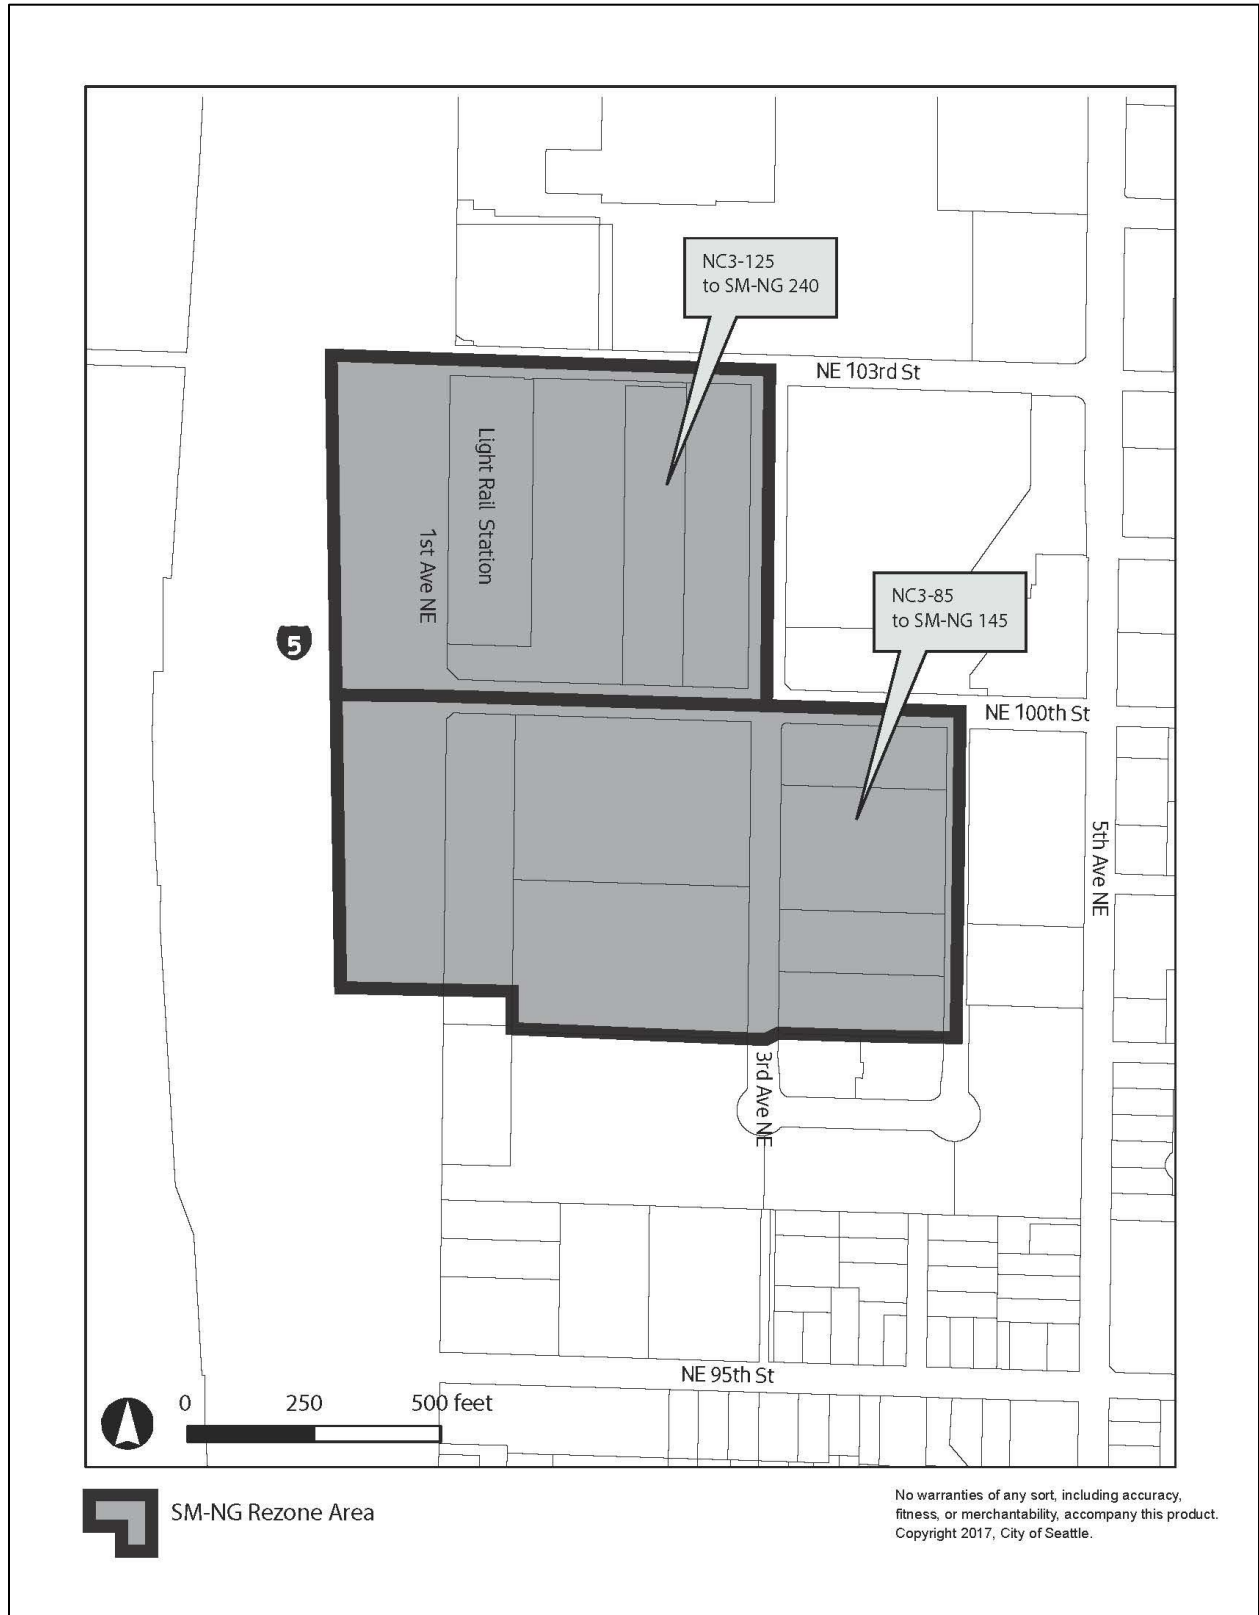 NC3-125
to SM-NG 240
NE 103rd St
Light Rail Station
1st Ave NE
NC3-85
to SM-NG 145
5
NE 100th St
5th Ave NE
3rd Ave NE
NE 95th St
0 250 500 feet
SM-NG Rezone Area
No warranties of any sort, including accuracy,
fitness, or merchantability, accompany this product.
Copyright 2017, City of Seattle.